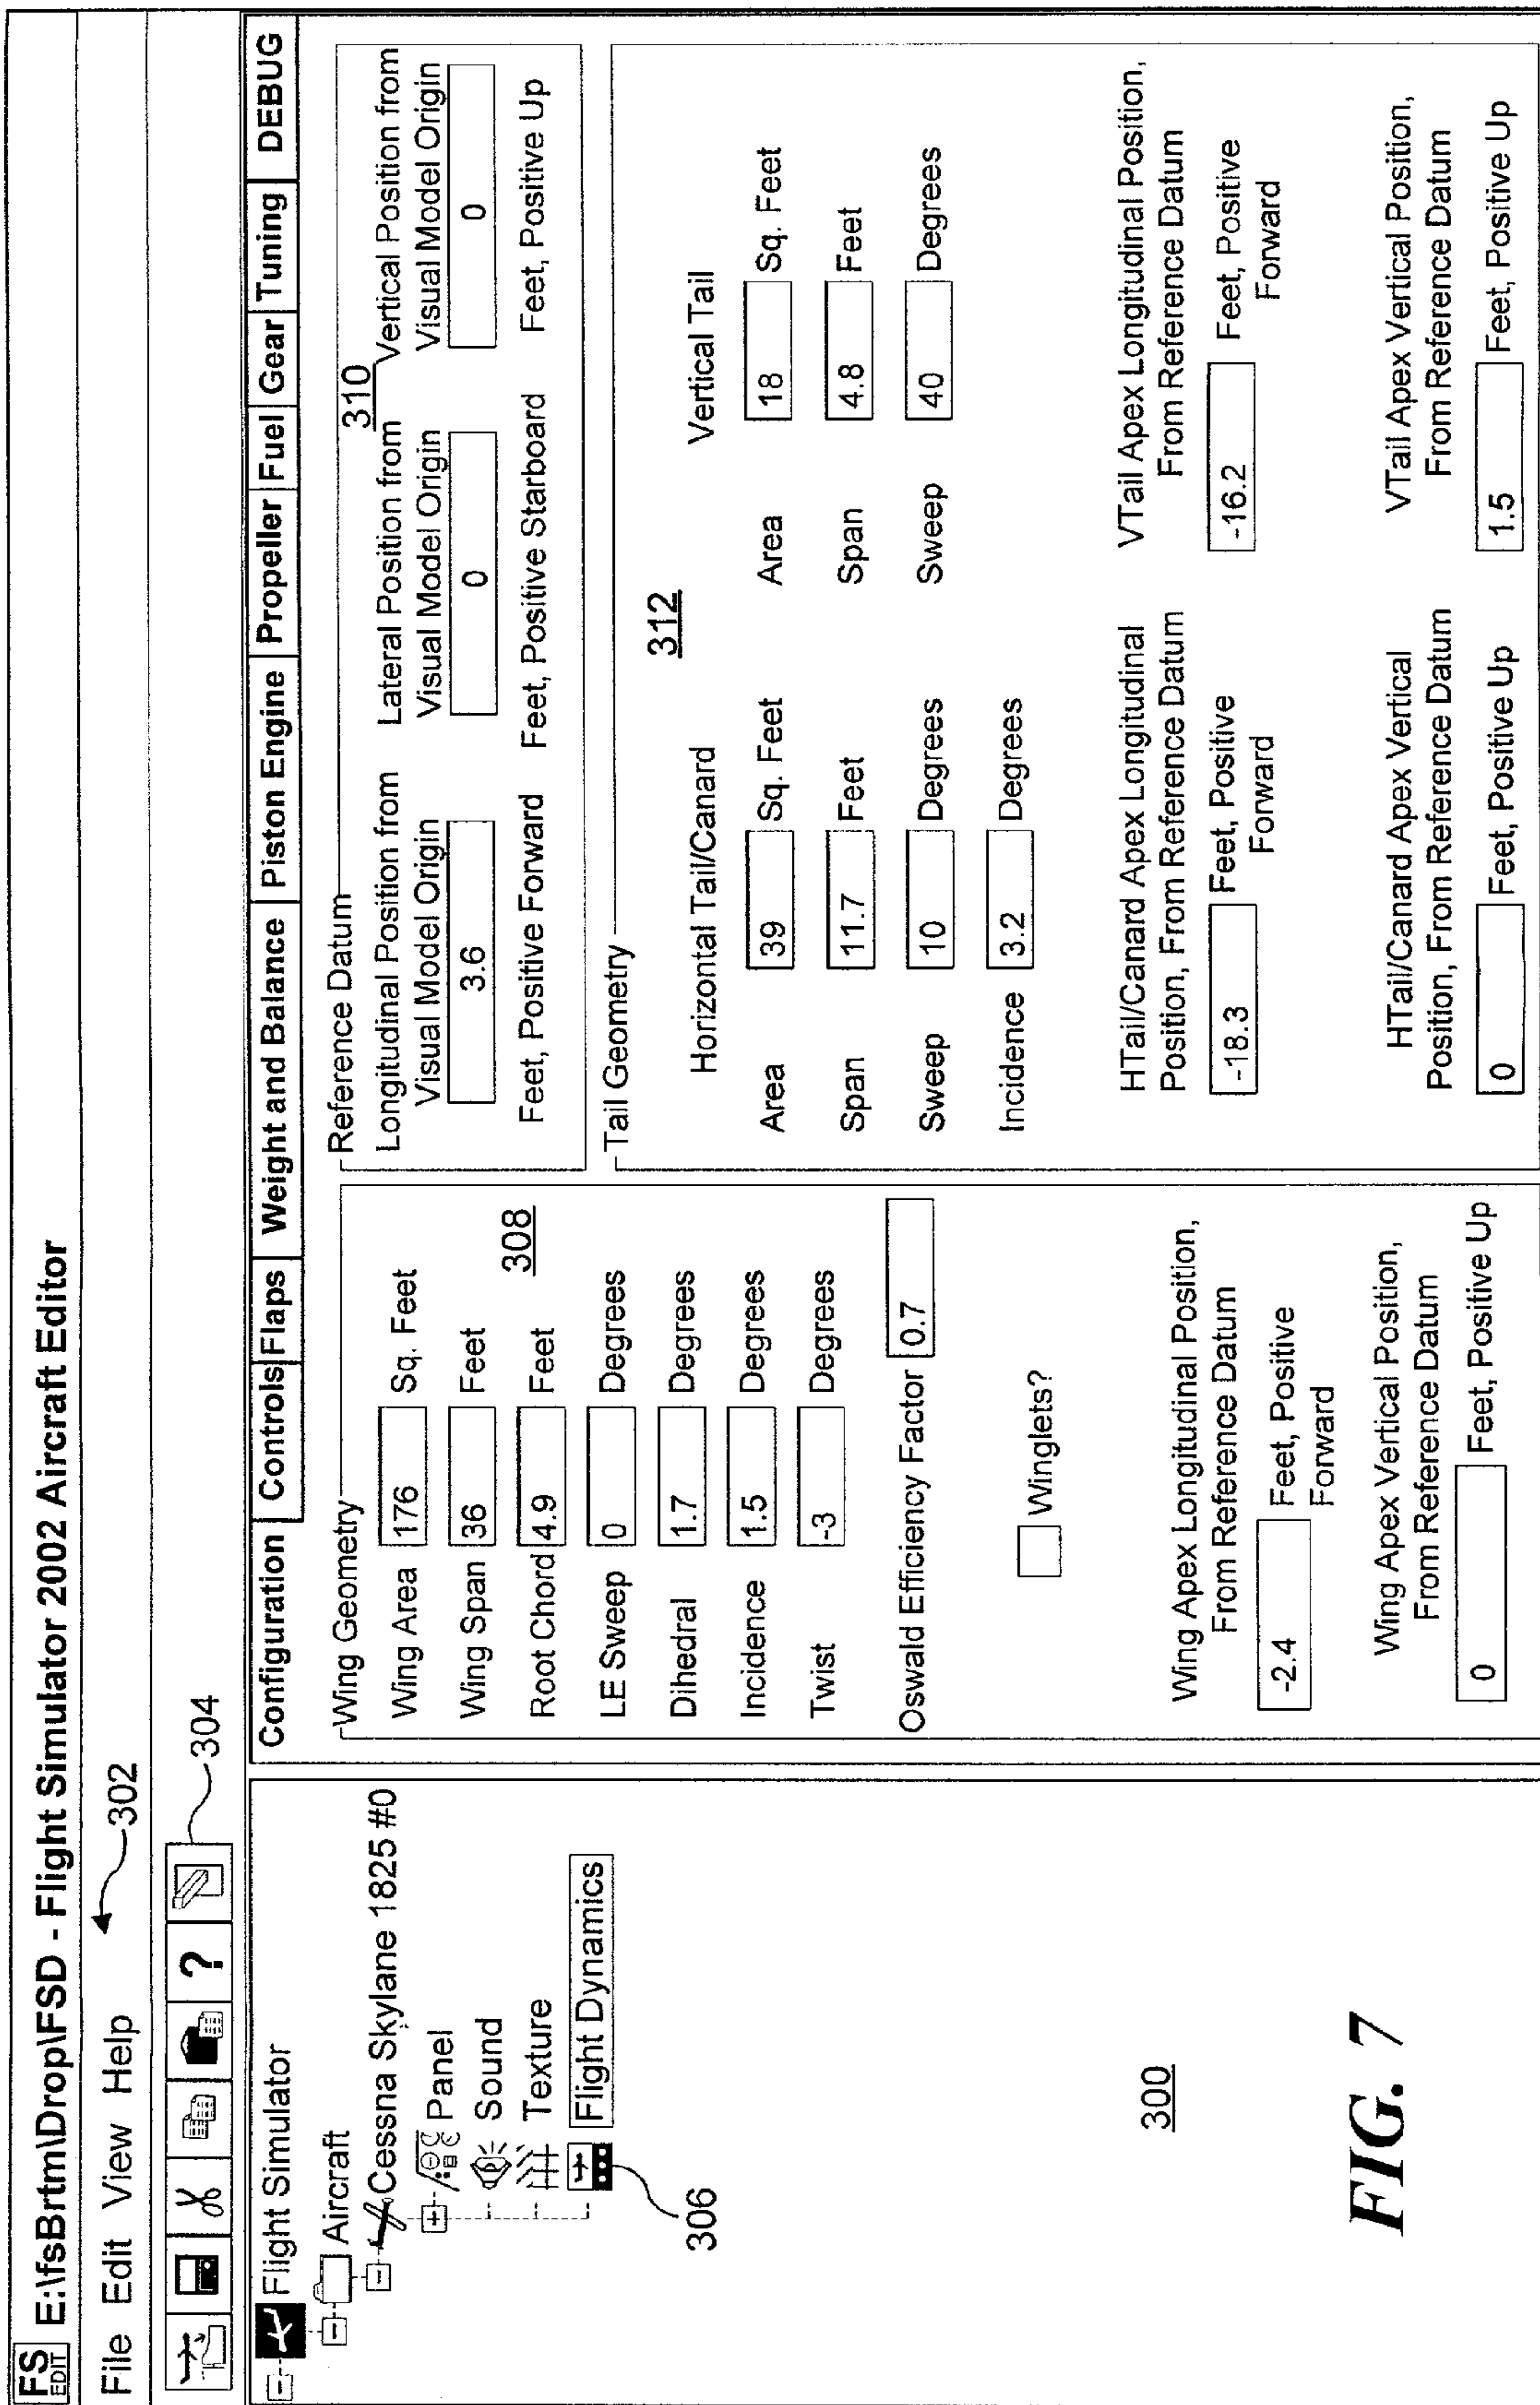 FS EDIT E:\fsBrtm\Drop\FSD - Flight Simulator 2002 Aircraft Editor
File Edit View Help
302
304
?
Flight Simulator
Aircraft
Cessna Skylane 1825 #0
Panel
Sound
Texture
Flight Dynamics
306
300
FIG. 7
Configuration Controls Flaps Weight and Balance Piston Engine Propeller Fuel Gear Tuning DEBUG
Wing Geometry
Wing Area 176 Sq. Feet
Wing Span 36 Feet
308
Root Chord 4.9 Feet
LE Sweep 0 Degrees
Dihedral 1.7 Degrees
Incidence 1.5 Degrees
Twist -3 Degrees
Oswald Efficiency Factor 0.7
Winglets?
Wing Apex Longitudinal Position,
From Reference Datum
-2.4 Feet, Positive
Forward
Wing Apex Vertical Position,
From Reference Datum
0 Feet, Positive Up
Reference Datum
310
Longitudinal Position from
Visual Model Origin
3.6
Feet, Positive Forward
Lateral Position from
Visual Model Origin
0
Feet, Positive Starboard
Vertical Position from
Visual Model Origin
0
Feet, Positive Up
Tail Geometry
312
Horizontal Tail/Canard
Area 39 Sq. Feet
Span 11.7 Feet
Sweep 10 Degrees
Incidence 3.2 Degrees
HTail/Canard Apex Longitudinal
Position, From Reference Datum
-18.3 Feet, Positive
Forward
HTail/Canard Apex Vertical
Position, From Reference Datum
0 Feet, Positive Up
Vertical Tail
Area 18 Sq. Feet
Span 4.8 Feet
Sweep 40 Degrees
VTail Apex Longitudinal Position,
From Reference Datum
-16.2 Feet, Positive
Forward
VTail Apex Vertical Position,
From Reference Datum
1.5 Feet, Positive Up